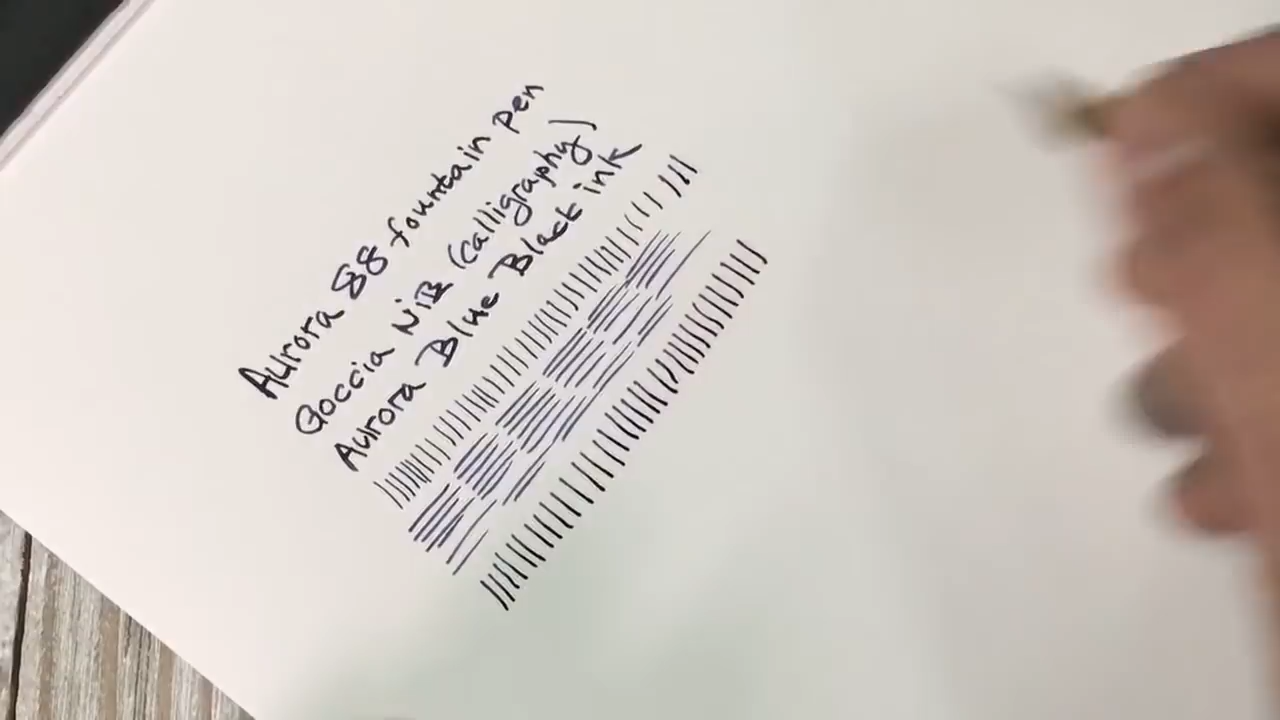 Aurora 88 fountain pen
Goccia NiB (calligraphy)
Aurora Blue Black ink